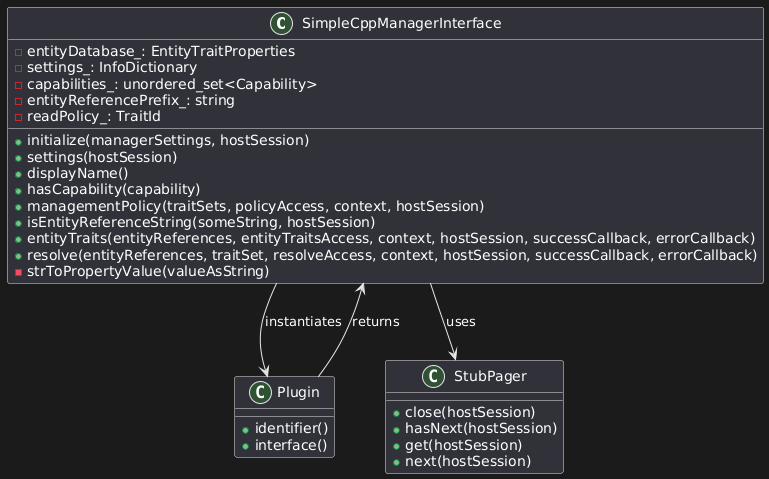 C SimpleCppManagerInterface
entityDatabase_: EntityTraitProperties
settings_: InfoDictionary
capabilities_: unordered_set<Capability>
entityReferencePrefix_: string
readPolicy_: TraitId
initialize(managerSettings, hostSession)
settings(hostSession)
displayName()
hasCapability(capability)
managementPolicy(traitSets, policyAccess, context, hostSession)
isEntityReferenceString(someString, hostSession)
entityTraits(entityReferences, entityTraitsAccess, context, hostSession, successCallback, errorCallback)
resolve(entityReferences, traitSet, resolveAccess, context, hostSession, successCallback, errorCallback)
strToPropertyValue(valueAsString)
instantiates
returns
uses
C Plugin
identifier()
interface()
C StubPager
close(hostSession)
hasNext(hostSession)
get(hostSession)
next(hostSession)